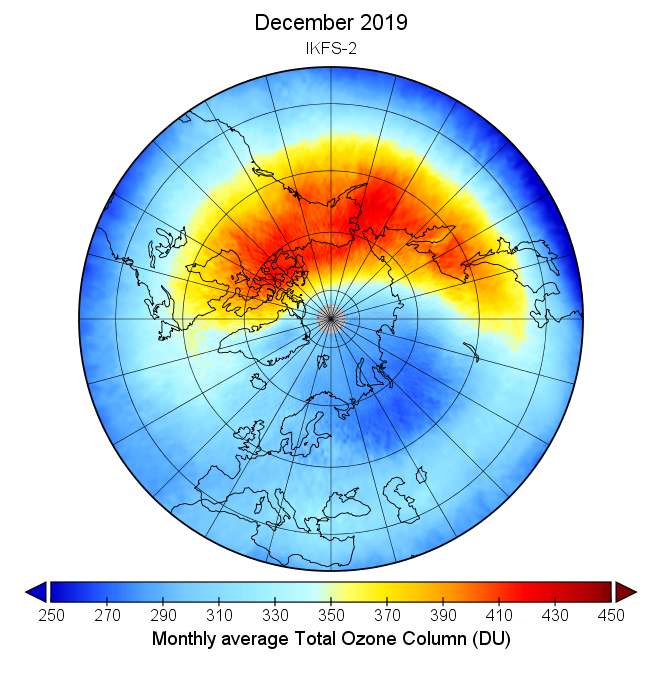 December 2019
IKFS-2
250 270 290 310 330 350 370 390 410 430 450
Monthly average Total Ozone Column (DU)